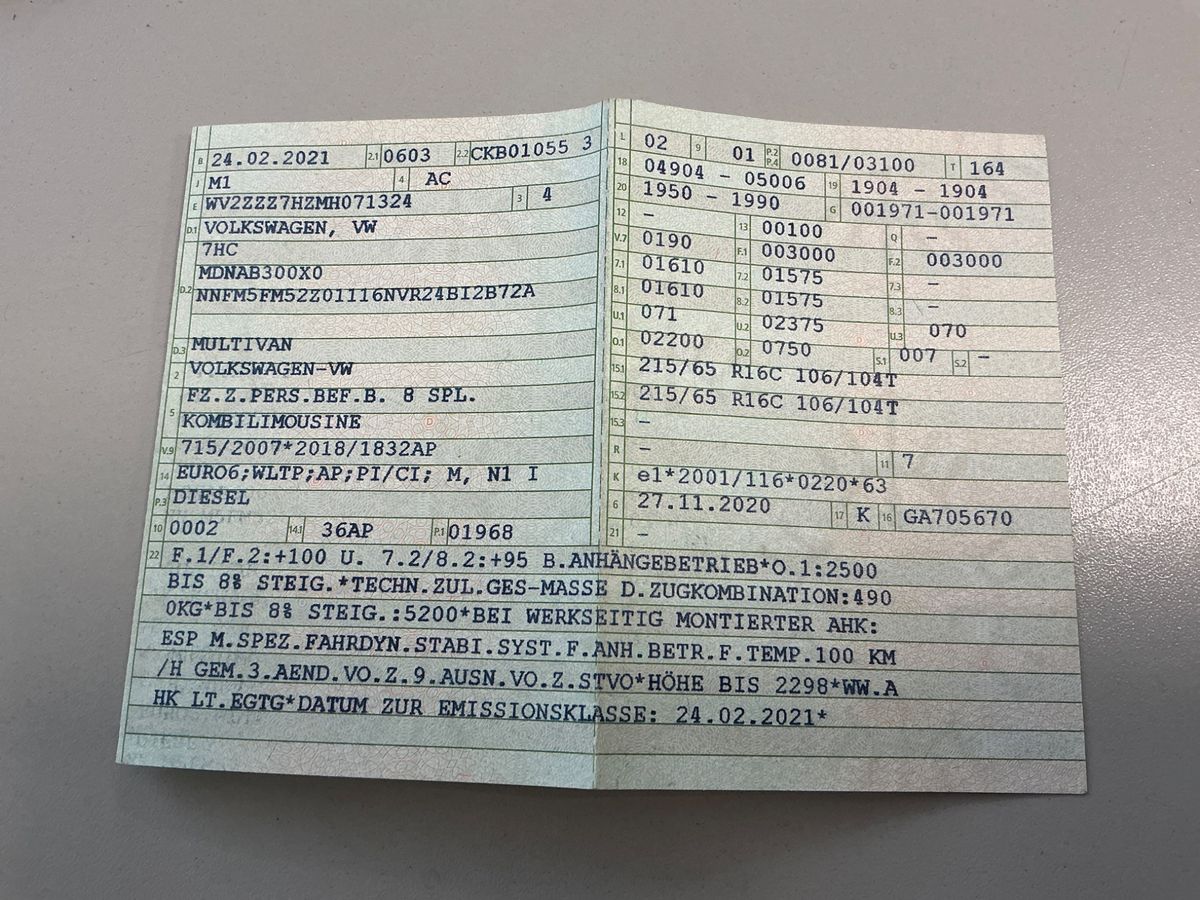 B 24.02.2021 2.1 0603 2.2 CKB01055 3
J M1 4 AC
E WV2ZZZ7HZMH071324 3 4
D.1 VOLKSWAGEN, VW
7HC
MDNAB300X0
D.2 NNFM5FM52Z01116NVR24BI2B72A
D.3 MULTIVAN
2 VOLKSWAGEN-VW
FZ.Z.PERS.BEF.B. 8 SPL.
5 KOMBILIMOUSINE
V.9 715/2007*2018/1832AP
14 EURO6;WLTP;AP;PI/CI; M, N1 I
P.3 DIESEL
10 0002 14.1 36AP P.1 01968
L 02 9 01 P.2 P.4 0081/03100 T 164
18 04904 - 05006 19 1904 - 1904
20 1950 - 1990 G 001971-001971
12 - 13 00100 Q -
V.7 0190 F.1 003000 F.2 003000
7.1 01610 7.2 01575 7.3 -
8.1 01610 8.2 01575 8.3 -
U.1 071 U.2 02375 U.3 070
O.1 02200 O.2 0750 S.1 007 S.2 -
15.1 215/65 R16C 106/104T
15.2 215/65 R16C 106/104T
15.3 -
R - 11 7
K e1*2001/116*0220*63
6 27.11.2020 17 K 16 GA705670
21 -
22 F.1/F.2:+100 U. 7.2/8.2:+95 B.ANHÄNGEBETRIEB*O.1:2500
BIS 8% STEIG.*TECHN.ZUL.GES-MASSE D.ZUGKOMBINATION:490
0KG*BIS 8% STEIG.:5200*BEI WERKSEITIG MONTIERTER AHK:
ESP M.SPEZ.FAHRDYN.STABI.SYST.F.ANH.BETR.F.TEMP.100 KM
/H GEM.3.AEND.VO.Z.9.AUSN.VO.Z.STVO*HÖHE BIS 2298*WW.A
HK LT.EGTG*DATUM ZUR EMISSIONSKLASSE: 24.02.2021*